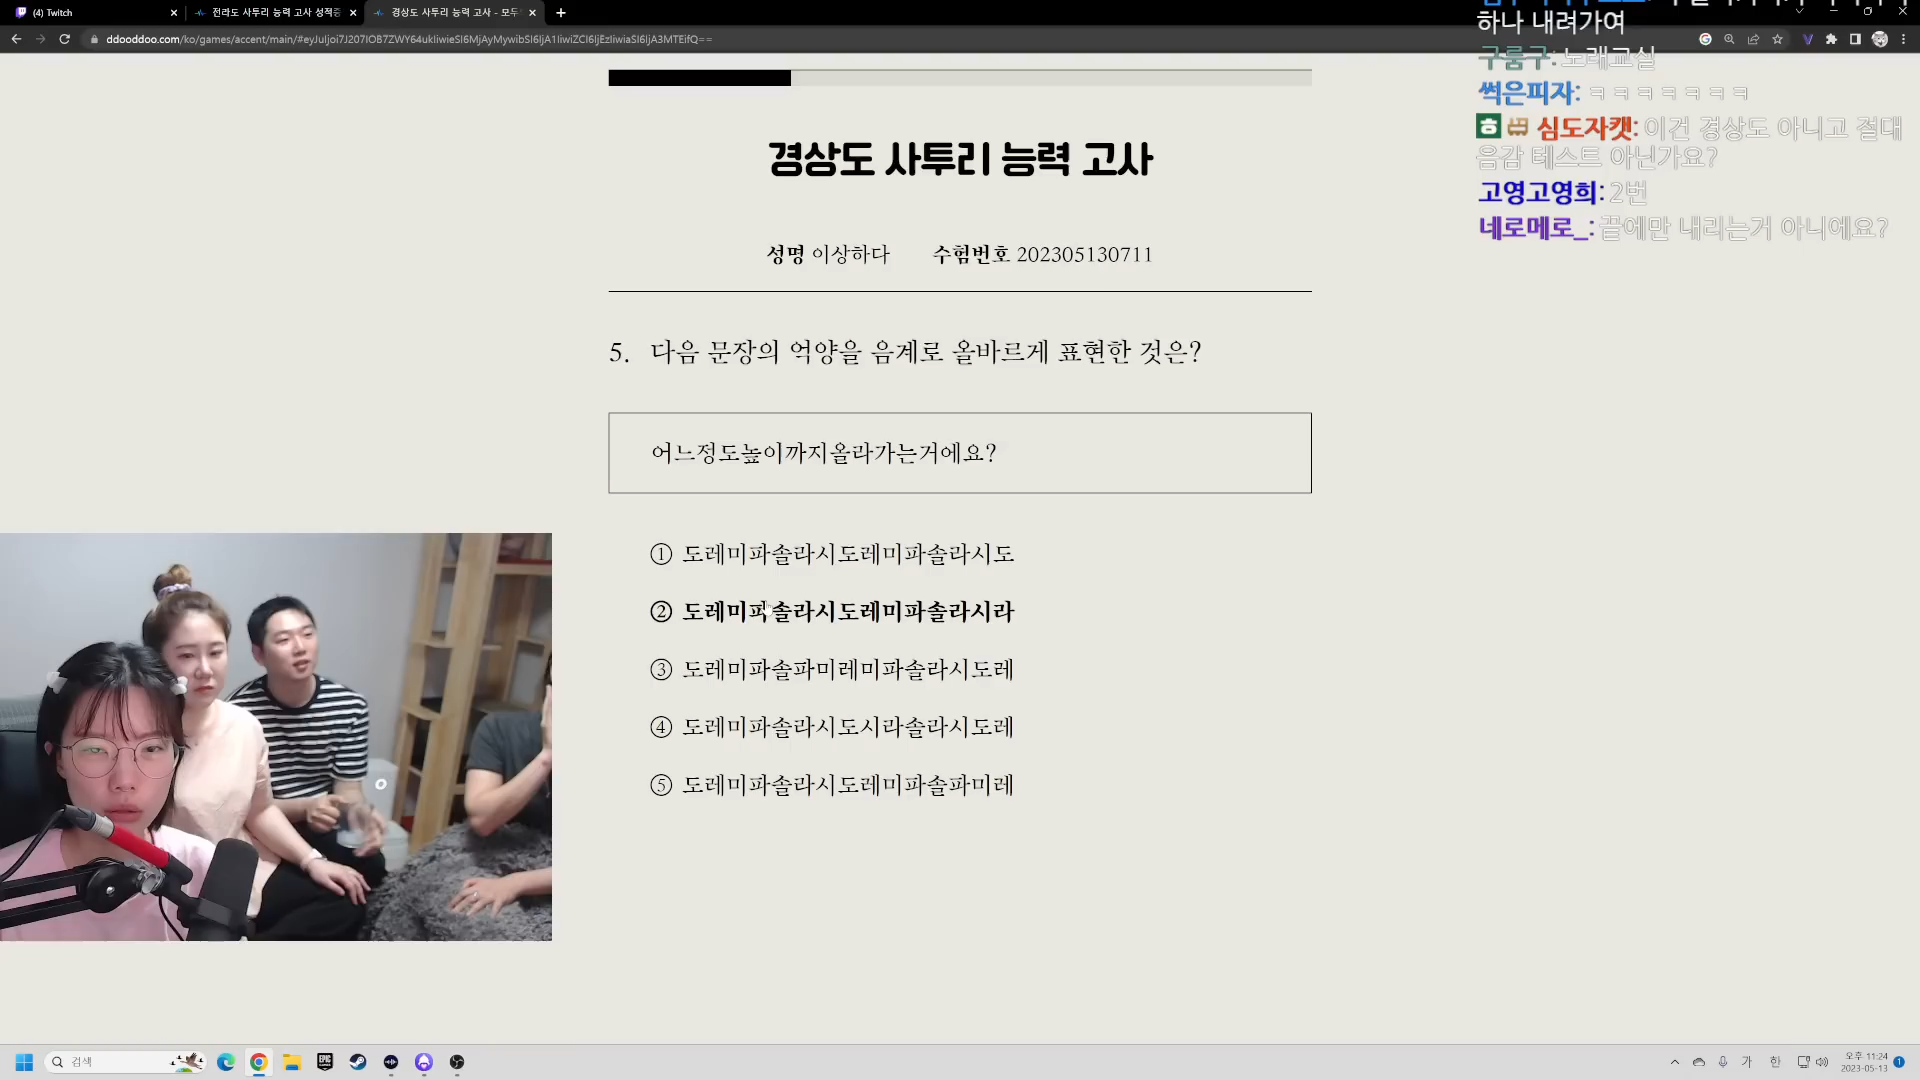 (4) Twitch
전라도 사투리 능력 고사 성적증
경상도 사투리 능력 고사 - 모두
ddooddoo.com/ko/games/accent/main/#eyJuIjoi7J207IOB7ZWY64ukIiwieSI6MjAyMywibSI6IjA1IiwiZCI6IjEzIiwiaSI6IjA3MTEifQ==
하나 내려가여
구룸구: 노래교실
썩은피자: ㅋㅋㅋㅋㅋㅋㅋ
심도자캣: 이건 경상도 아니고 절대
음감 테스트 아닌가요?
고영고영희: 2번
네로메로_: 끝에만 내리는거 아니에요?
경상도 사투리 능력 고사
성명 이상하다 수험번호 202305130711
5. 다음 문장의 억양을 음계로 올바르게 표현한 것은?
어느정도높이까지올라가는거에요?
① 도레미파솔라시도레미파솔라시도
② 도레미파솔라시도레미파솔라시라
③ 도레미파솔파미레미파솔라시도레
④ 도레미파솔라시도시라솔라시도레
⑤ 도레미파솔라시도레미파솔파미레
검색
EPIC GAMES
가 한
오후 11:24
2023-05-13
1